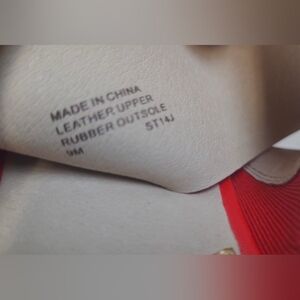 MADE IN CHINA
LEATHER UPPER
RUBBER OUTSOLE
9M ST14J